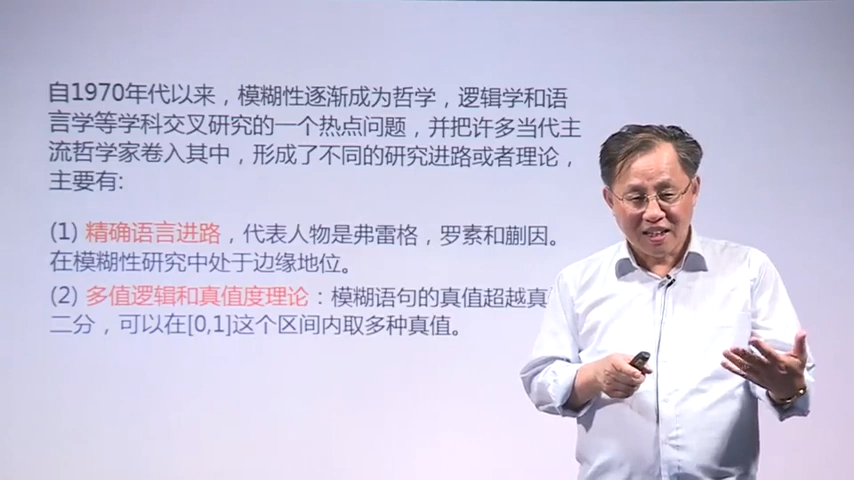 自1970年代以来，模糊性逐渐成为哲学，逻辑学和语
言学等学科交叉研究的一个热点问题，并把许多当代主
流哲学家卷入其中，形成了不同的研究进路或者理论，
主要有:
(1) 精确语言进路，代表人物是弗雷格，罗素和蒯因。
在模糊性研究中处于边缘地位。
(2) 多值逻辑和真值度理论：模糊语句的真值超越真
二分，可以在[0,1]这个区间内取多种真值。